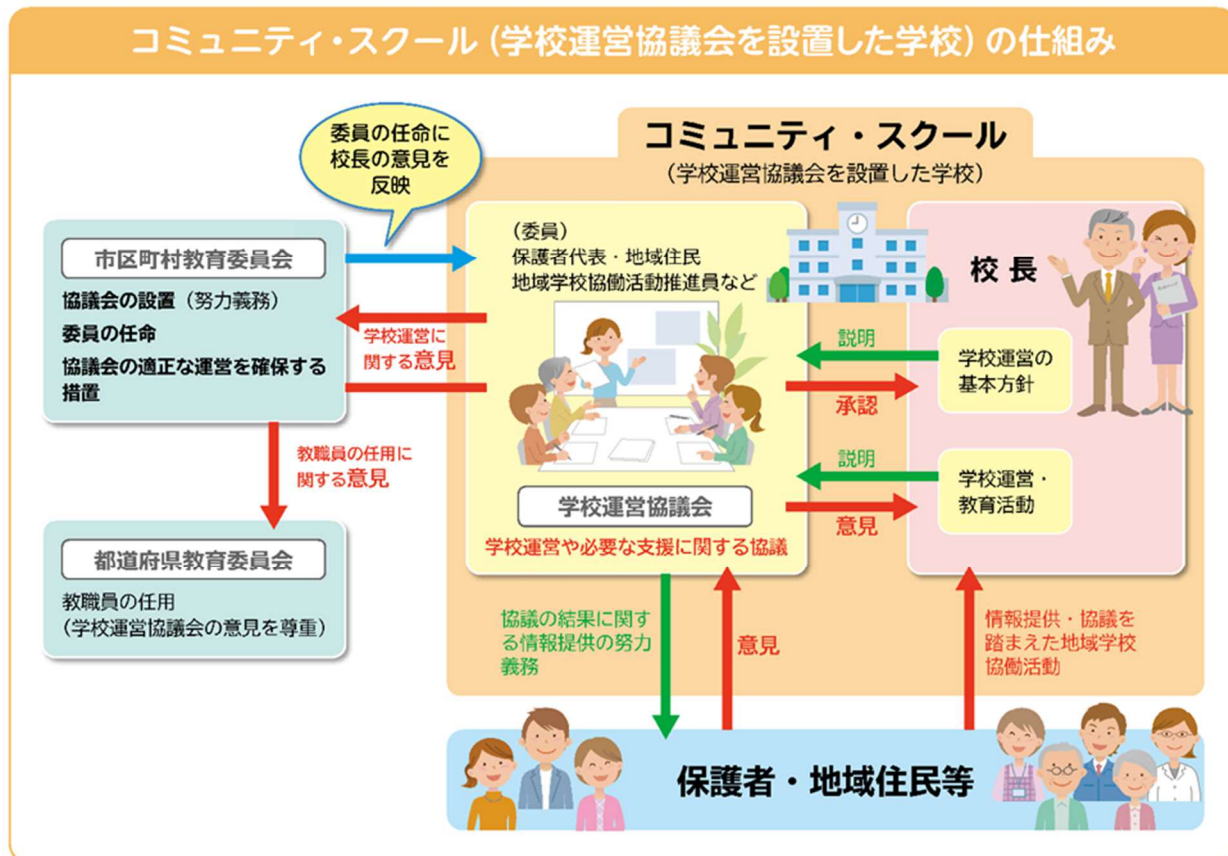 コミュニティ・スクール（学校運営協議会を設置した学校）の仕組み
委員の任命に
校長の意見を
反映
コミュニティ・スクール
（学校運営協議会を設置した学校）
市区町村教育委員会
協議会の設置（努力義務）
委員の任命
協議会の適正な運営を確保する
措置
学校運営に
関する意見
（委員）
保護者代表・地域住民
地域学校協働活動推進員など
校長
説明
承認
学校運営の
基本方針
説明
意見
学校運営・
教育活動
学校運営協議会
学校運営や必要な支援に関する協議
教職員の任用に
関する意見
都道府県教育委員会
教職員の任用
（学校運営協議会の意見を尊重）
協議の結果に関す
る情報提供の努力
義務
意見
情報提供・協議を
踏まえた地域学校
協働活動
保護者・地域住民等